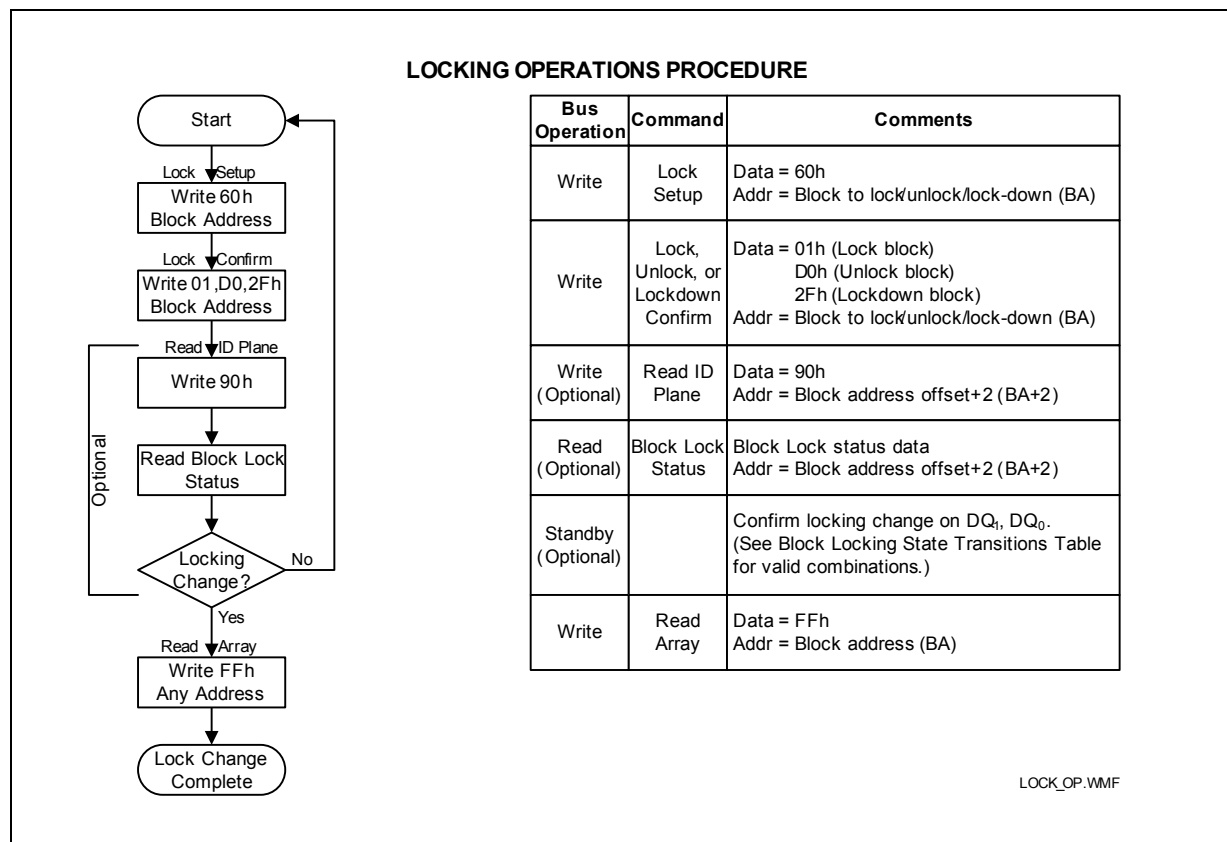 LOCKING OPERATIONS PROCEDURE
Start
Lock Setup
Write 60h
Block Address
Lock Confirm
Write 01,D0,2Fh
Block Address
Read ID Plane
Write 90h
Optional
Read Block Lock
Status
Locking
Change?
No
Yes
Read Array
Write FFh
Any Address
Lock Change
Complete
Bus
Operation
Command
Comments
Write
Lock
Setup
Data = 60h
Addr = Block to lock/unlock/lock-down (BA)
Write
Lock,
Unlock, or
Lockdown
Confirm
Data = 01h (Lock block)
D0h (Unlock block)
2Fh (Lockdown block)
Addr = Block to lock/unlock/lock-down (BA)
Write
(Optional)
Read ID
Plane
Data = 90h
Addr = Block address offset+2 (BA+2)
Read
(Optional)
Block Lock
Status
Block Lock status data
Addr = Block address offset+2 (BA+2)
Standby
(Optional)
Confirm locking change on DQ₁, DQ₀.
(See Block Locking State Transitions Table
for valid combinations.)
Write
Read
Array
Data = FFh
Addr = Block address (BA)
LOCK_OP.WMF